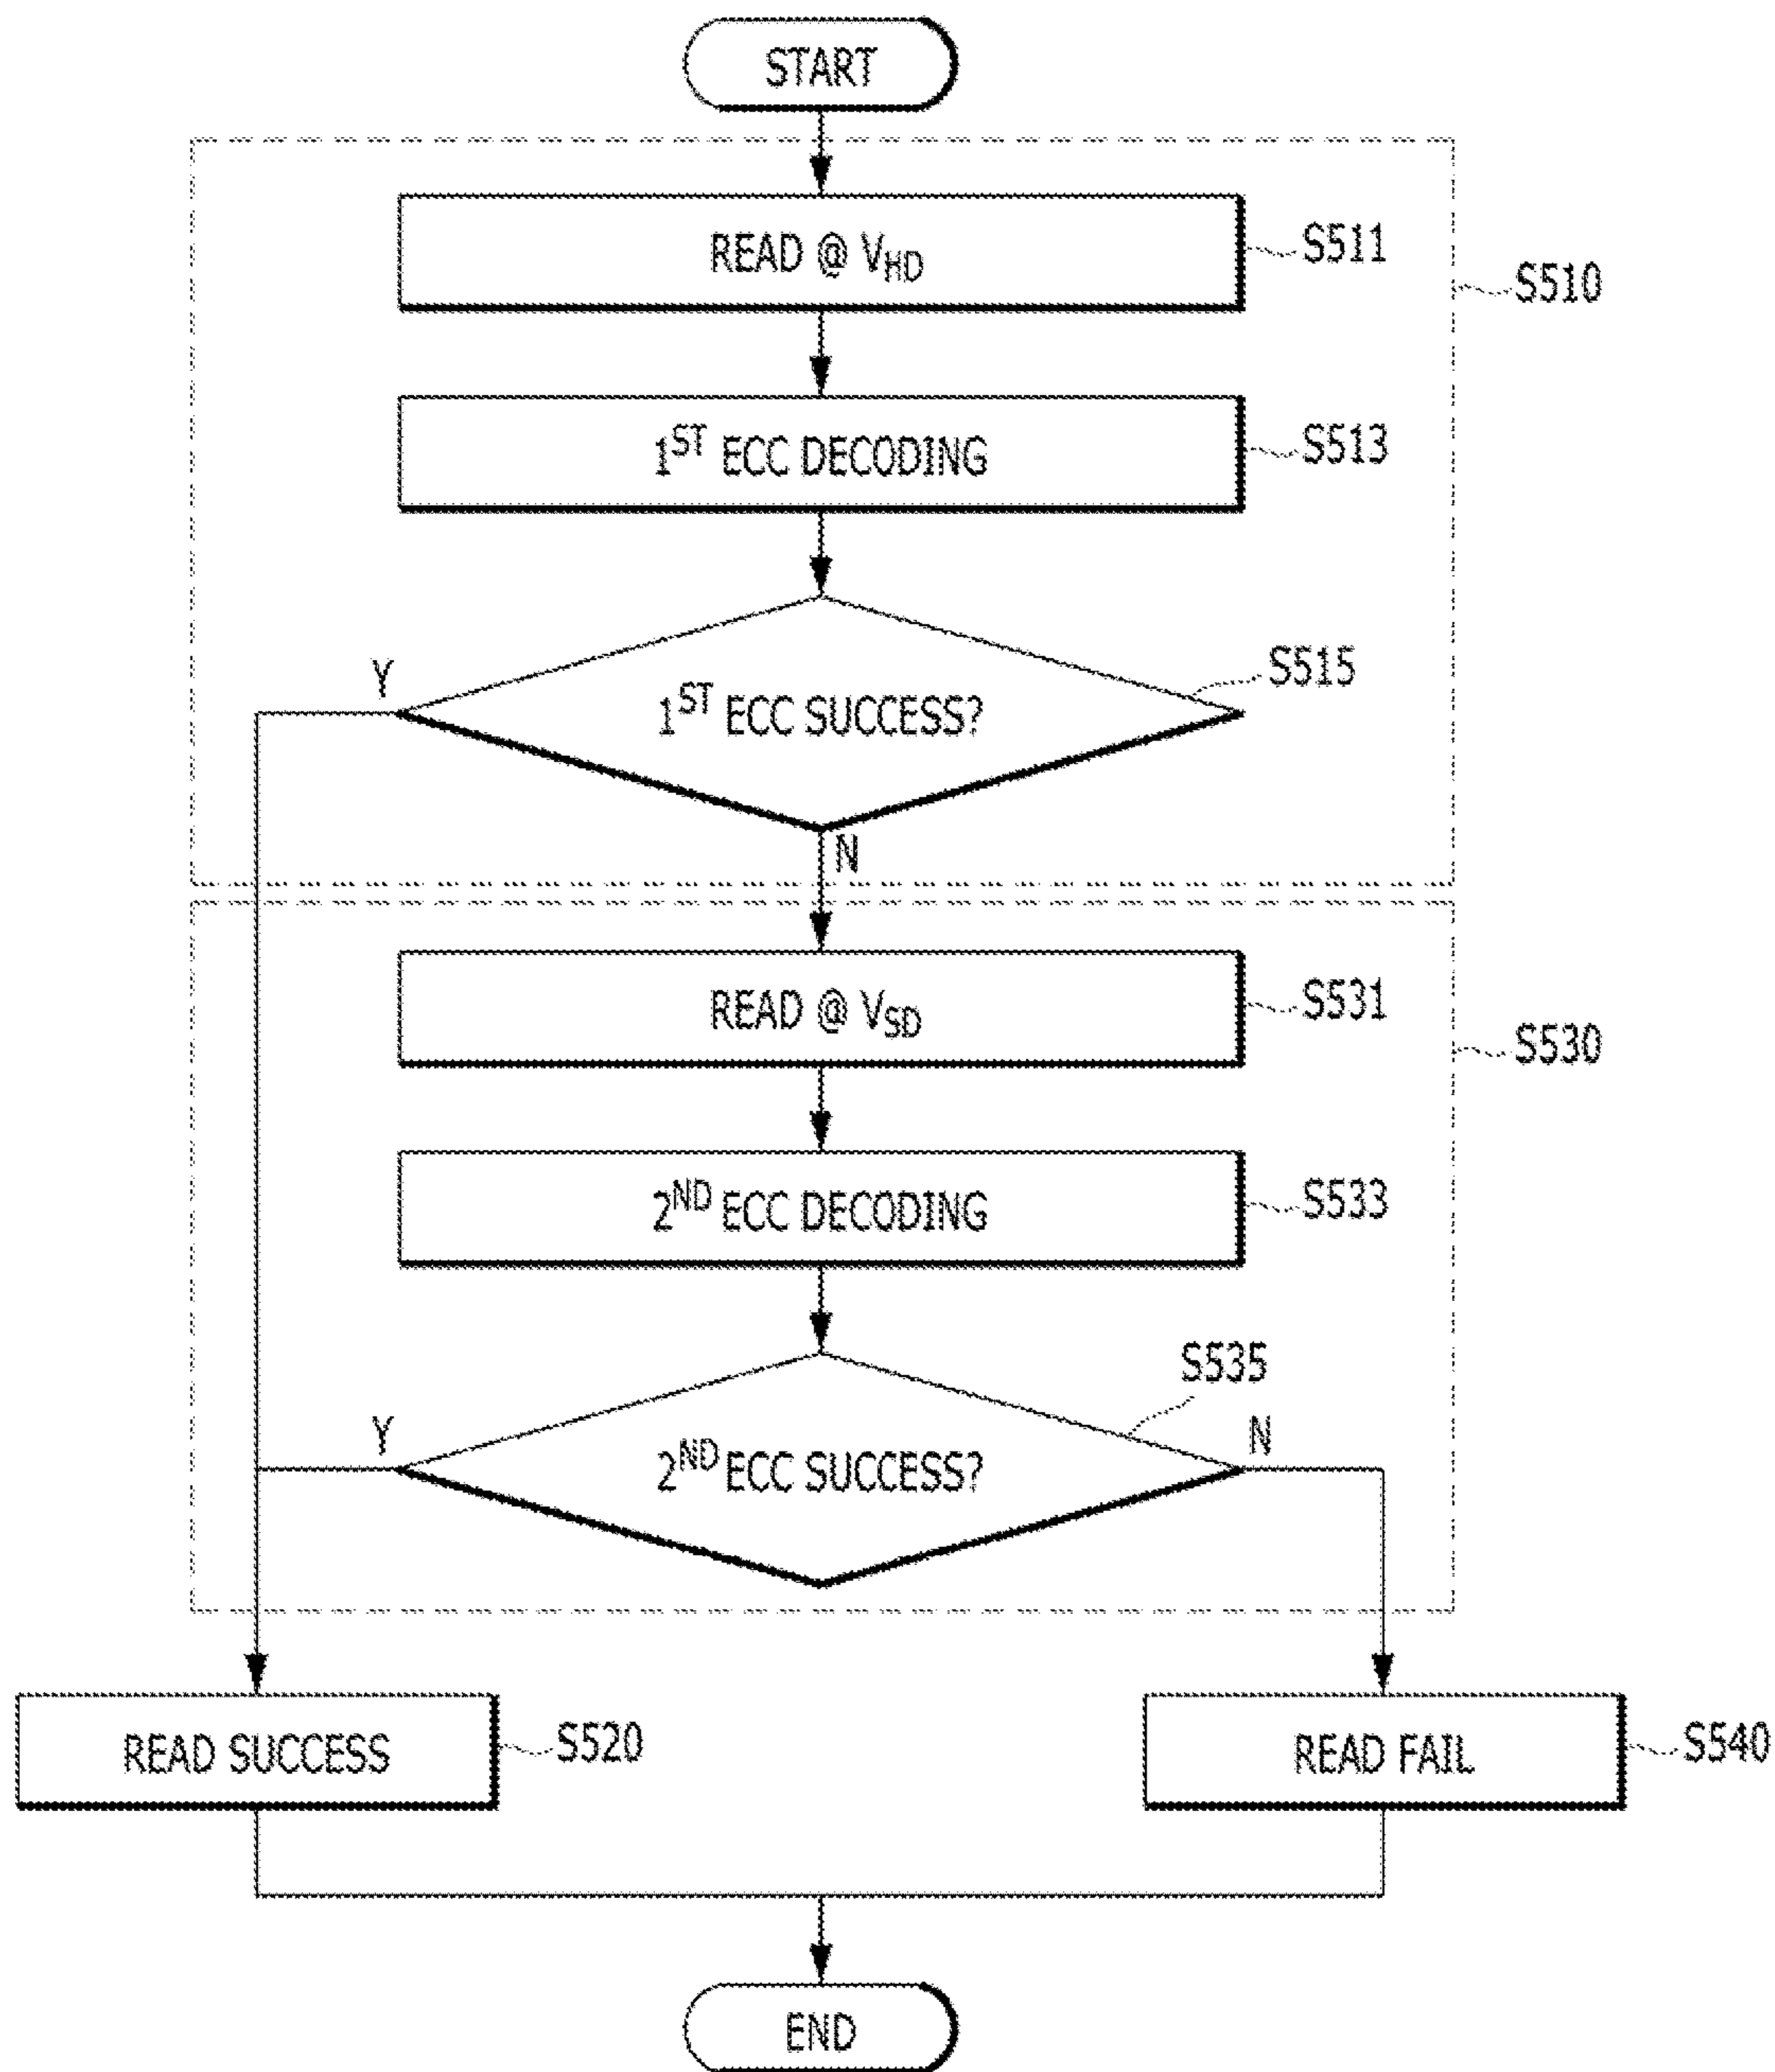 START
READ @ VHD
S511
S510
1ST ECC DECODING
S513
S515
Y
1ST ECC SUCCESS?
N
READ @ VSD
S531
S530
2ND ECC DECODING
S533
S535
Y
N
2ND ECC SUCCESS?
READ SUCCESS
S520
READ FAIL
S540
END